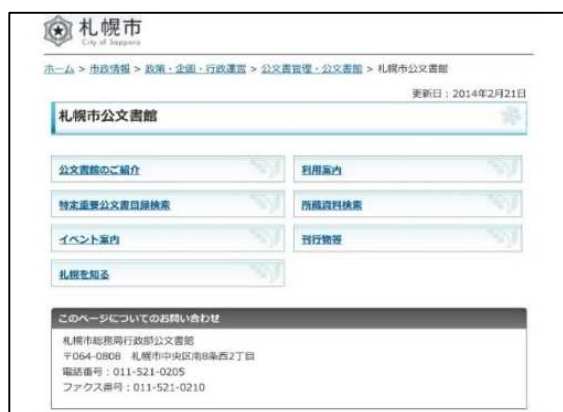 札幌市
City of Sapporo
ホーム > 市政情報 > 政策・企画・行政運営 > 公文書管理・公文書館 > 札幌市公文書館
更新日：2014年2月21日
札幌市公文書館
公文書館のご紹介
利用案内
特定重要公文書目録検索
所蔵資料検索
イベント案内
刊行物等
札幌を知る
このページについてのお問い合わせ
札幌市総務局行政部公文書館
〒064-0808 札幌市中央区南8条西2丁目
電話番号：011-521-0205
ファクス番号：011-521-0210